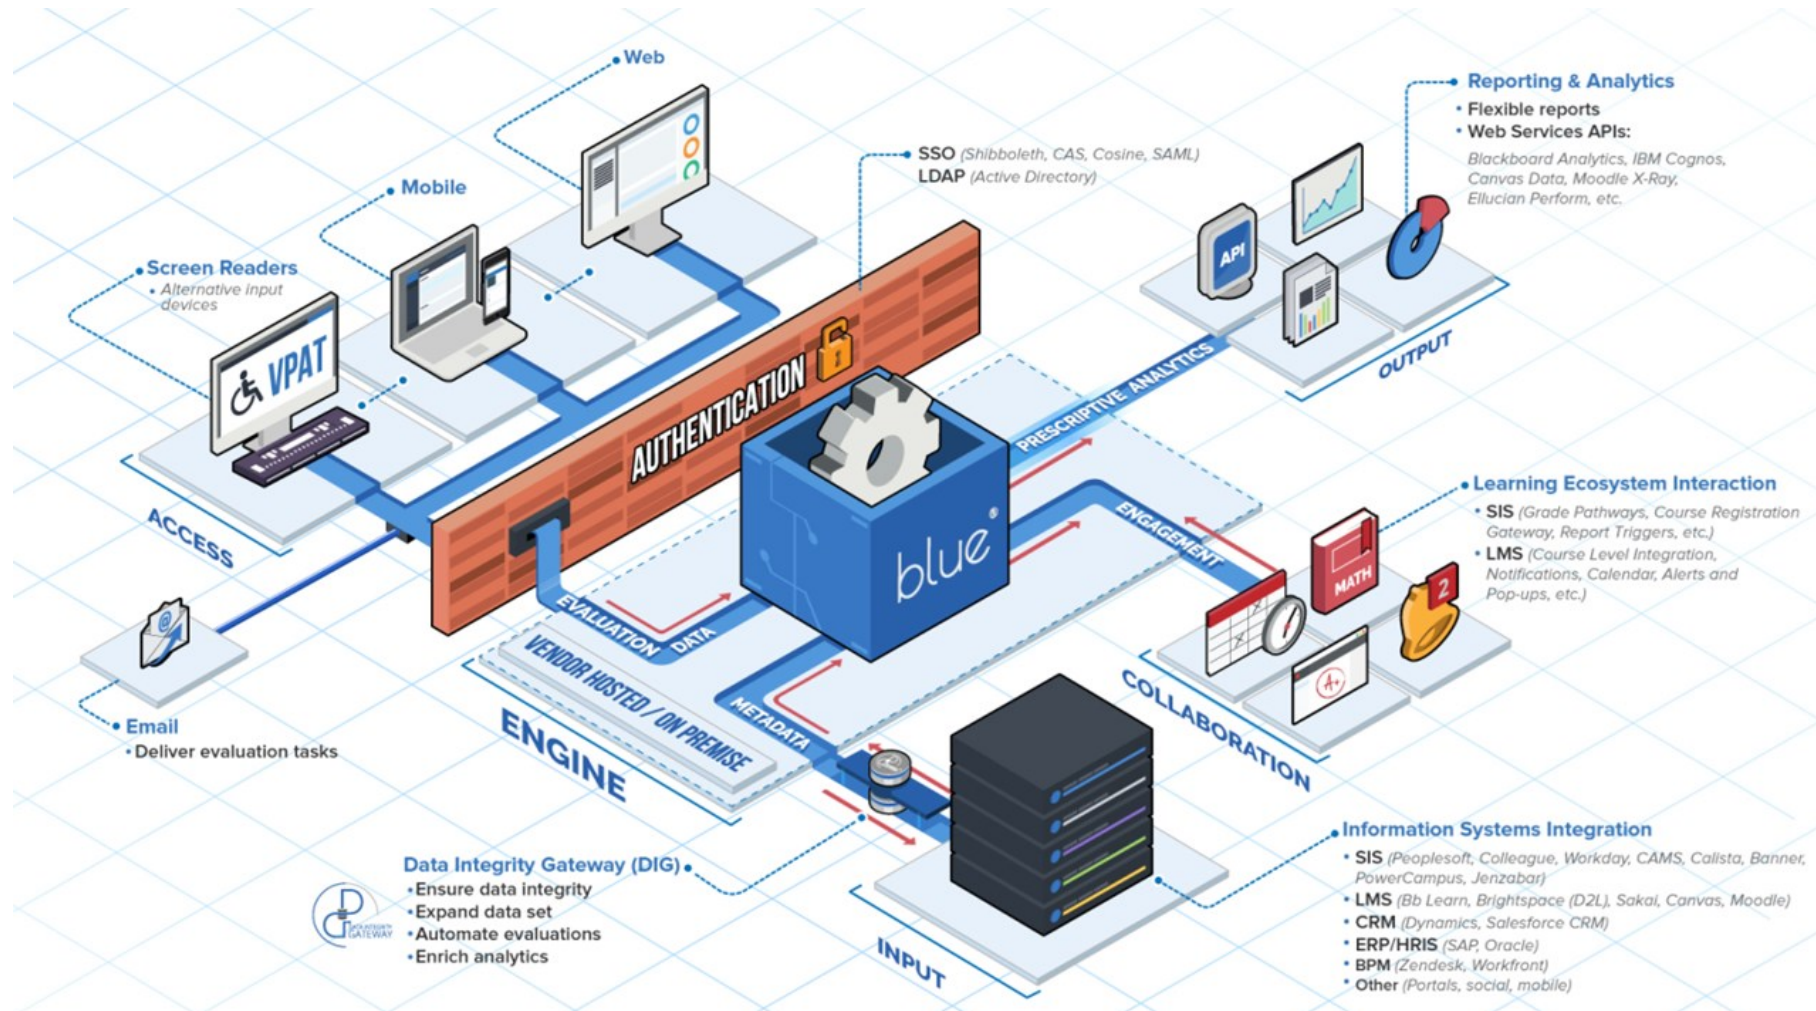 Web
Mobile
Screen Readers
• Alternative input
devices
VPAT
ACCESS
Email
• Deliver evaluation tasks
SSO (Shibboleth, CAS, Cosine, SAML)
LDAP (Active Directory)
AUTHENTICATION
blue®
EVALUATION DATA
VENDOR HOSTED / ON PREMISE
ENGINE
METADATA
PRESCRIPTIVE ANALYTICS
ENGAGEMENT
Reporting & Analytics
• Flexible reports
• Web Services APIs:
Blackboard Analytics, IBM Cognos,
Canvas Data, Moodle X-Ray,
Ellucian Perform, etc.
API
OUTPUT
Learning Ecosystem Interaction
• SIS (Grade Pathways, Course Registration
Gateway, Report Triggers, etc.)
• LMS (Course Level Integration,
Notifications, Calendar, Alerts and
Pop-ups, etc.)
MATH
2
A+
COLLABORATION
Data Integrity Gateway (DIG)
• Ensure data integrity
• Expand data set
• Automate evaluations
• Enrich analytics
DATA INTEGRITY
GATEWAY
INPUT
Information Systems Integration
• SIS (Peoplesoft, Colleague, Workday, CAMS, Calista, Banner,
PowerCampus, Jenzabar)
• LMS (Bb Learn, Brightspace (D2L), Sakai, Canvas, Moodle)
• CRM (Dynamics, Salesforce CRM)
• ERP/HRIS (SAP, Oracle)
• BPM (Zendesk, Workfront)
• Other (Portals, social, mobile)